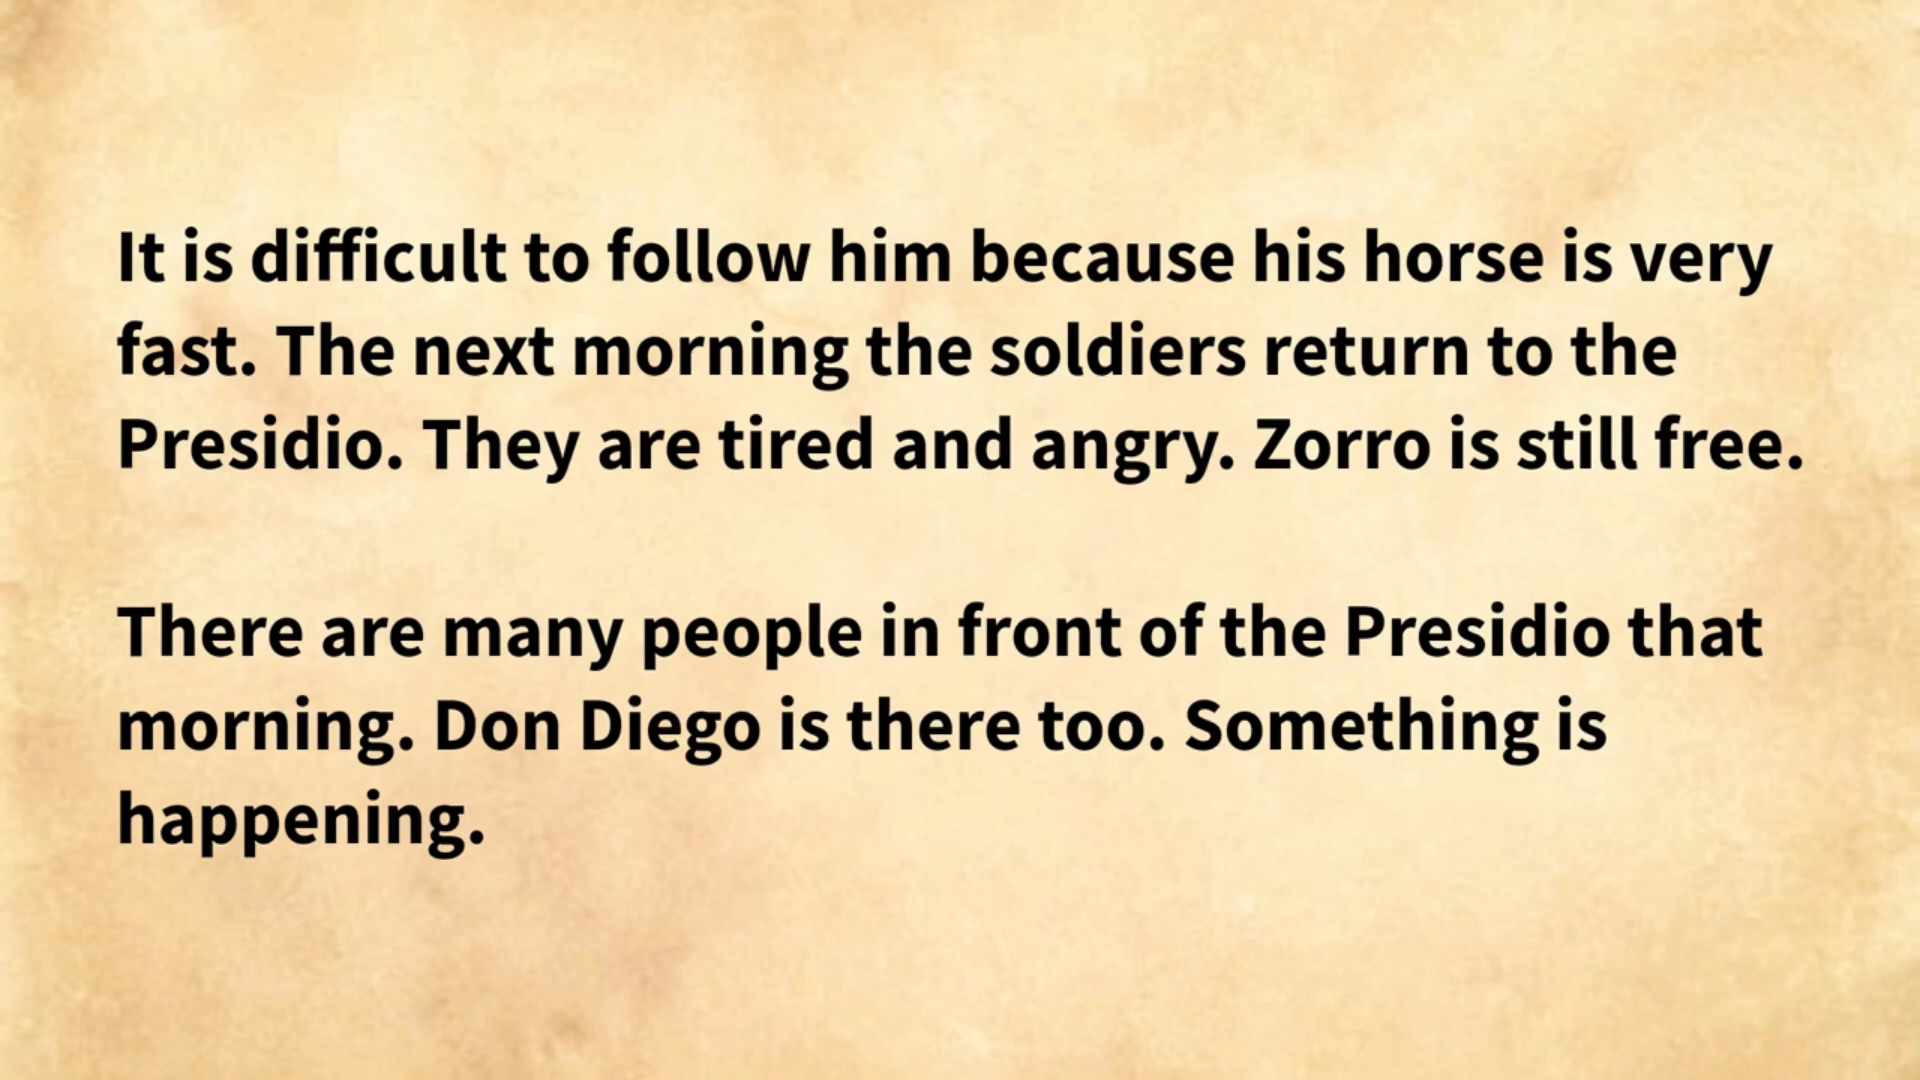 It is difficult to follow him because his horse is very
fast. The next morning the soldiers return to the
Presidio. They are tired and angry. Zorro is still free.
There are many people in front of the Presidio that
morning. Don Diego is there too. Something is
happening.